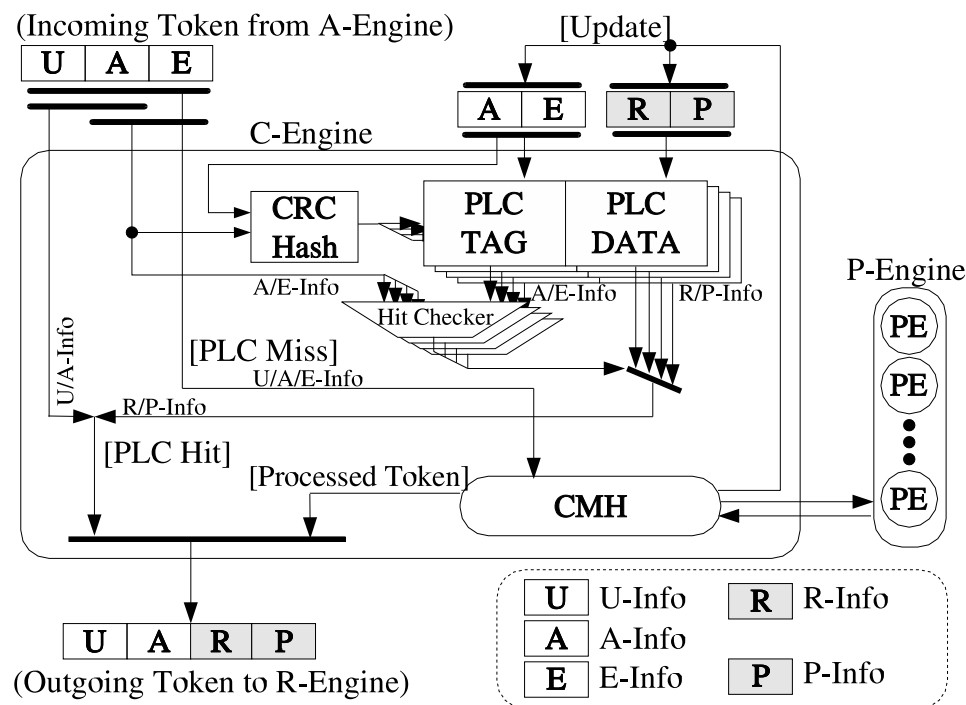 (Incoming Token from A-Engine)
[Update]
U A E
A E
R P
C-Engine
CRC
Hash
PLC
TAG
PLC
DATA
P-Engine
A/E-Info
A/E-Info
R/P-Info
Hit Checker
PE
[PLC Miss]
U/A-Info
U/A/E-Info
PE
R/P-Info
[PLC Hit]
[Processed Token]
CMH
PE
U A R P
(Outgoing Token to R-Engine)
U U-Info
R R-Info
A A-Info
E E-Info
P P-Info